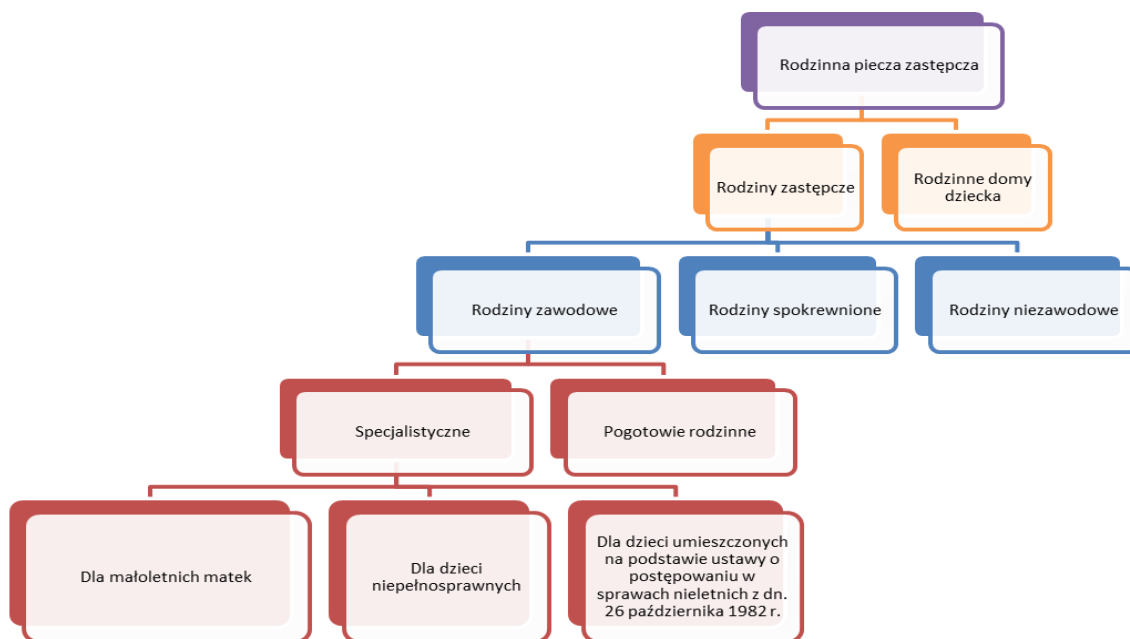 Rodzinna piecza zastępcza
Rodziny zastępcze
Rodzinne domy
dziecka
Rodziny zawodowe
Rodziny spokrewnione
Rodziny niezawodowe
Specjalistyczne
Pogotowie rodzinne
Dla małoletnich matek
Dla dzieci
niepełnosprawnych
Dla dzieci umieszczonych
na podstawie ustawy o
postępowaniu w
sprawach nieletnich z dn.
26 października 1982 r.